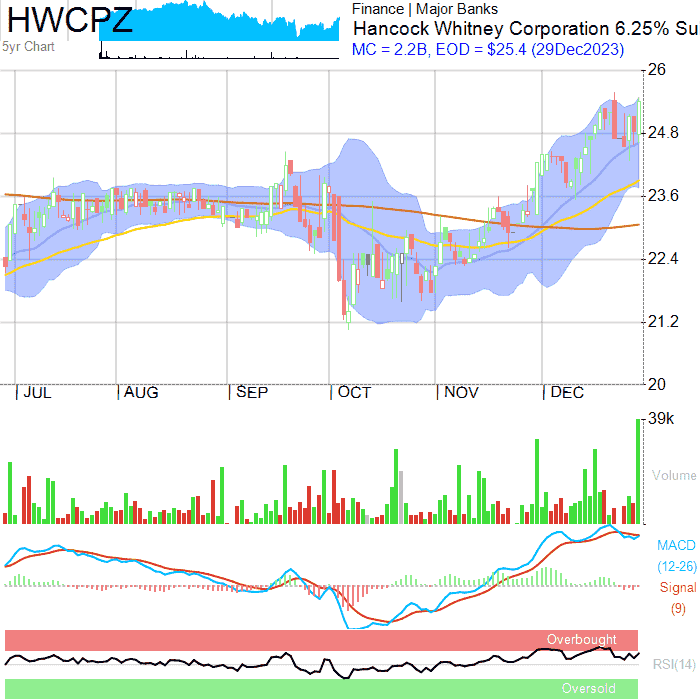 HWCPZ
5yr Chart
Finance | Major Banks
Hancock Whitney Corporation 6.25% Su
MC = 2.2B, EOD = $25.4 (29Dec2023)
26
24.8
23.6
22.4
21.2
20
| JUL | AUG | SEP | OCT | NOV | DEC
39k
Volume
MACD
(12-26)
Signal
(9)
Overbought
RSI(14)
Oversold